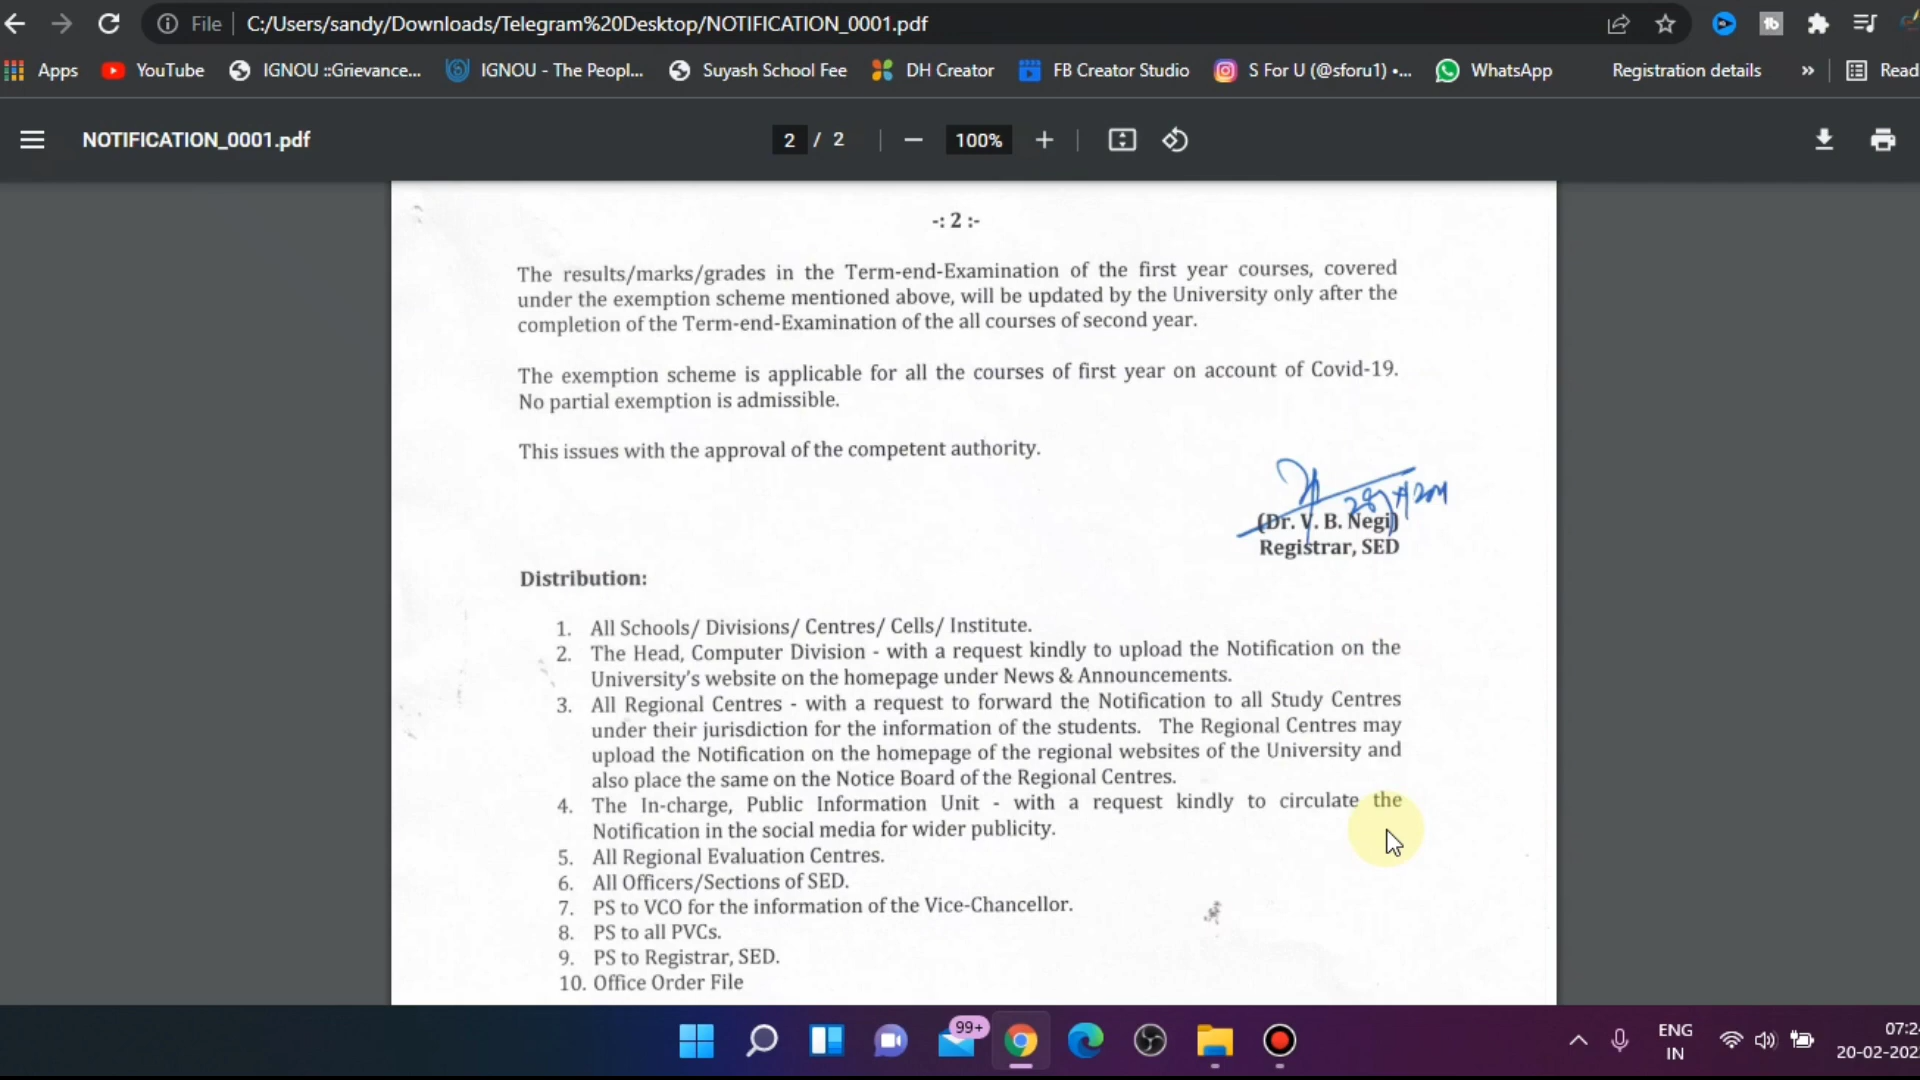 File C:/Users/sandy/Downloads/Telegram%20Desktop/NOTIFICATION_0001.pdf
Apps YouTube IGNOU ::Grievance... IGNOU - The Peopl... Suyash School Fee DH Creator FB Creator Studio S For U (@sforu1) •... WhatsApp Registration details » Read
NOTIFICATION_0001.pdf 2 / 2 100%
-: 2 :-
The results/marks/grades in the Term-end-Examination of the first year courses, covered
under the exemption scheme mentioned above, will be updated by the University only after the
completion of the Term-end-Examination of the all courses of second year.
The exemption scheme is applicable for all the courses of first year on account of Covid-19.
No partial exemption is admissible.
This issues with the approval of the competent authority.
(Dr. V. B. Negi)
Registrar, SED
Distribution:
1. All Schools/ Divisions/ Centres/ Cells/ Institute.
2. The Head, Computer Division - with a request kindly to upload the Notification on the
University's website on the homepage under News & Announcements.
3. All Regional Centres - with a request to forward the Notification to all Study Centres
under their jurisdiction for the information of the students. The Regional Centres may
upload the Notification on the homepage of the regional websites of the University and
also place the same on the Notice Board of the Regional Centres.
4. The In-charge, Public Information Unit - with a request kindly to circulate the
Notification in the social media for wider publicity.
5. All Regional Evaluation Centres.
6. All Officers/Sections of SED.
7. PS to VCO for the information of the Vice-Chancellor.
8. PS to all PVCs.
9. PS to Registrar, SED.
10. Office Order File
99+
ENG
IN
07:24
20-02-202